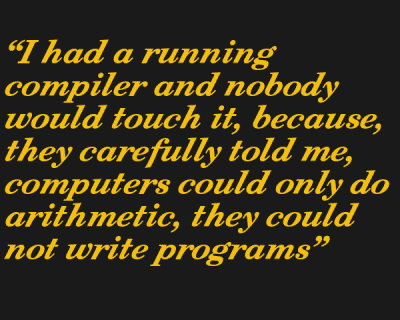 “I had a running
compiler and nobody
would touch it, because,
they carefully told me,
computers could only do
arithmetic, they could
not write programs”